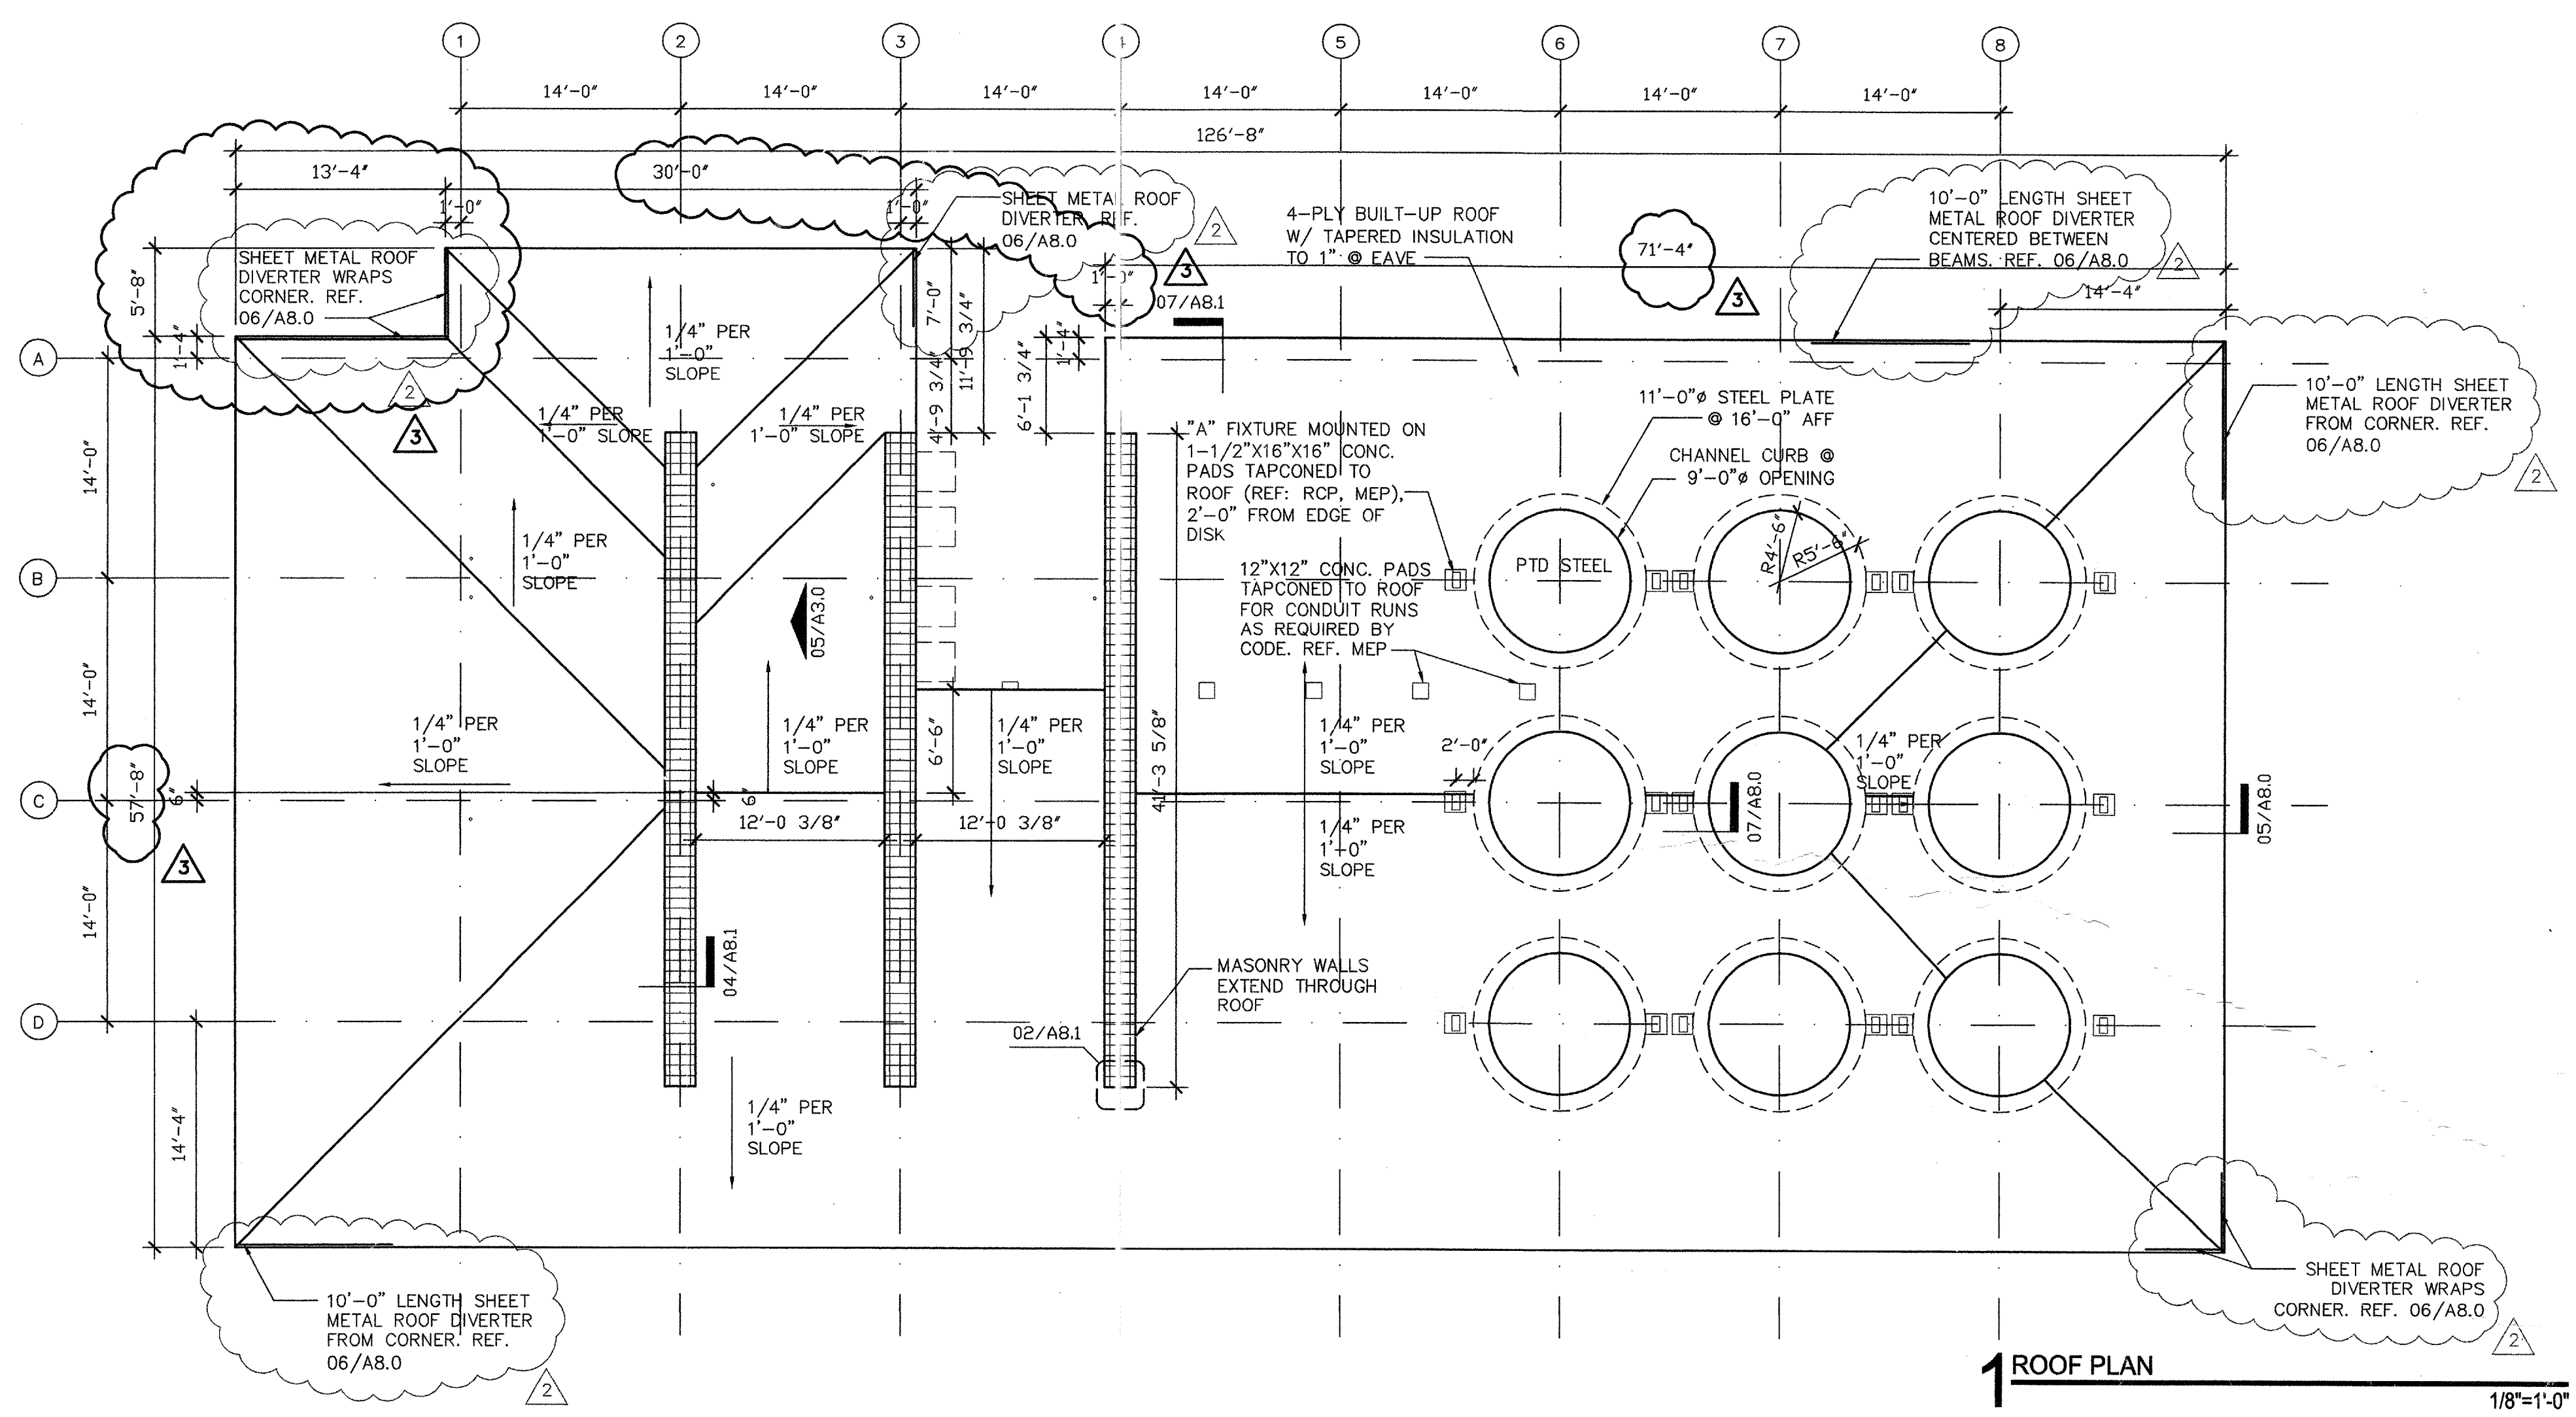 1 2 3 4 5 6 7 8
14'-0" 14'-0" 14'-0" 14'-0" 14'-0" 14'-0" 14'-0"
126'-8"
13'-4" 30'-0"
1'-0" 1'-0"
SHEET METAL ROOF
DIVERTER WRAPS
CORNER. REF.
06/A8.0
5'-8"
1'-4"
2
3
SHEET METAL ROOF
DIVERTER. REF.
06/A8.0
2
1'-0"
3
07/A8.1
4-PLY BUILT-UP ROOF
W/ TAPERED INSULATION
TO 1" @ EAVE
71'-4"
3
10'-0" LENGTH SHEET
METAL ROOF DIVERTER
CENTERED BETWEEN
BEAMS. REF. 06/A8.0
2
14'-4"
10'-0" LENGTH SHEET
METAL ROOF DIVERTER
FROM CORNER. REF.
06/A8.0
2
A
B
C
D
14'-0"
14'-0"
14'-0"
57'-8"
3
6"
14'-4"
1/4" PER
1'-0"
SLOPE
1/4" PER
1'-0" SLOPE
1/4" PER
1'-0" SLOPE
7'-0"
4'-9 3/4"
11'-9 3/4"
6'-1 3/4"
1'-4"
1/4" PER
1'-0"
SLOPE
05/A3.0
1/4" PER
1'-0"
SLOPE
1/4" PER
1'-0"
SLOPE
6'-6"
1/4" PER
1'-0"
SLOPE
6"
12'-0 3/8" 12'-0 3/8"
41'-3 5/8"
04/A8.1
1/4" PER
1'-0"
SLOPE
"A" FIXTURE MOUNTED ON
1-1/2"X16"X16" CONC.
PADS TAPCONED TO
ROOF (REF: RCP, MEP),
2'-0" FROM EDGE OF
DISK
12"X12" CONC. PADS
TAPCONED TO ROOF
FOR CONDUIT RUNS
AS REQUIRED BY
CODE. REF. MEP
11'-0"ø STEEL PLATE
@ 16'-0" AFF
CHANNEL CURB @
9'-0"ø OPENING
PTD STEEL
R4'-6"
R5'-6"
1/4" PER
1'-0"
SLOPE
2'-0"
1/4" PER
1'-0"
SLOPE
1/4" PER
1'-0"
SLOPE
07/A8.0
05/A8.0
MASONRY WALLS
EXTEND THROUGH
ROOF
02/A8.1
10'-0" LENGTH SHEET
METAL ROOF DIVERTER
FROM CORNER. REF.
06/A8.0
2
SHEET METAL ROOF
DIVERTER WRAPS
CORNER. REF. 06/A8.0
2
1 ROOF PLAN
1/8"=1'-0"